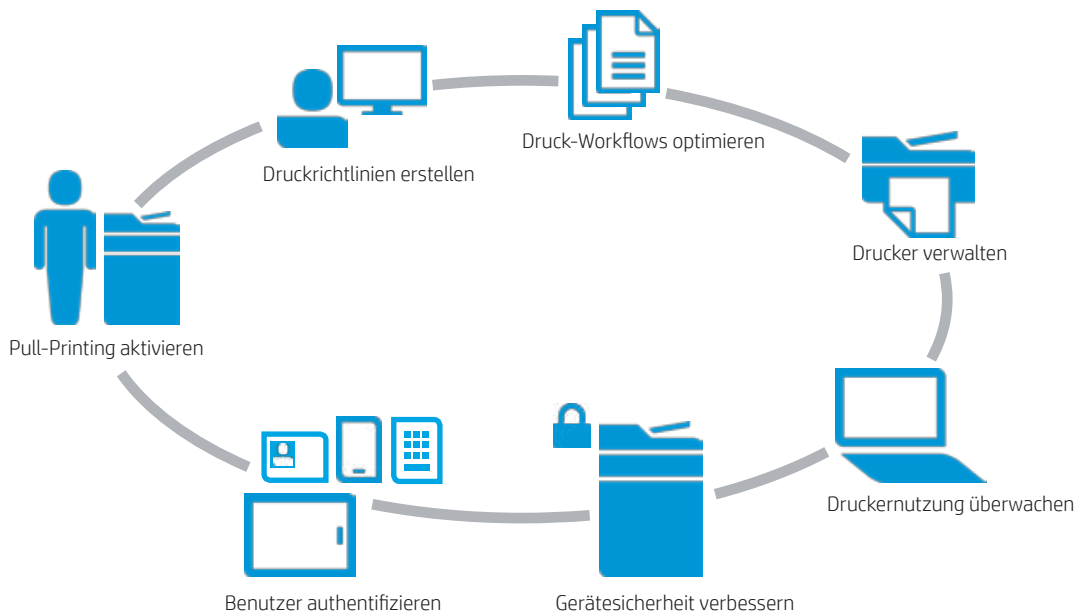 Druck-Workflows optimieren
Druckrichtlinien erstellen
Drucker verwalten
Pull-Printing aktivieren
Druckernutzung überwachen
Benutzer authentifizieren
Gerätesicherheit verbessern